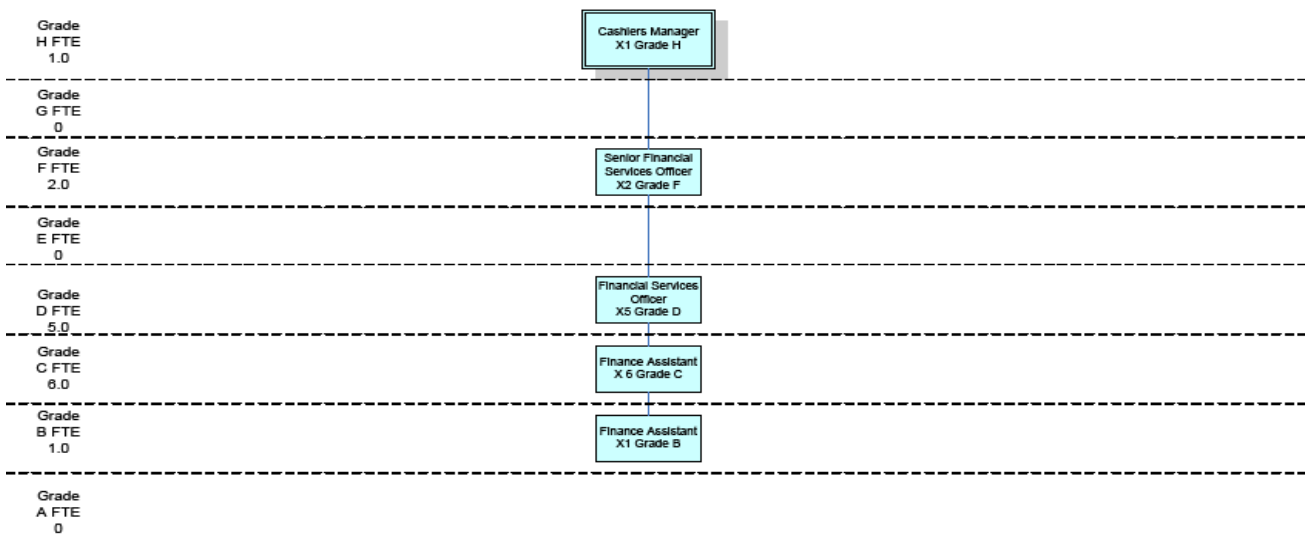 Grade
H FTE
1.0
Cashiers Manager
X1 Grade H
Grade
G FTE
0
Grade
F FTE
2.0
Senior Financial
Services Officer
X2 Grade F
Grade
E FTE
0
Grade
D FTE
5.0
Financial Services
Officer
X5 Grade D
Grade
C FTE
6.0
Finance Assistant
X 6 Grade C
Grade
B FTE
1.0
Finance Assistant
X1 Grade B
Grade
A FTE
0